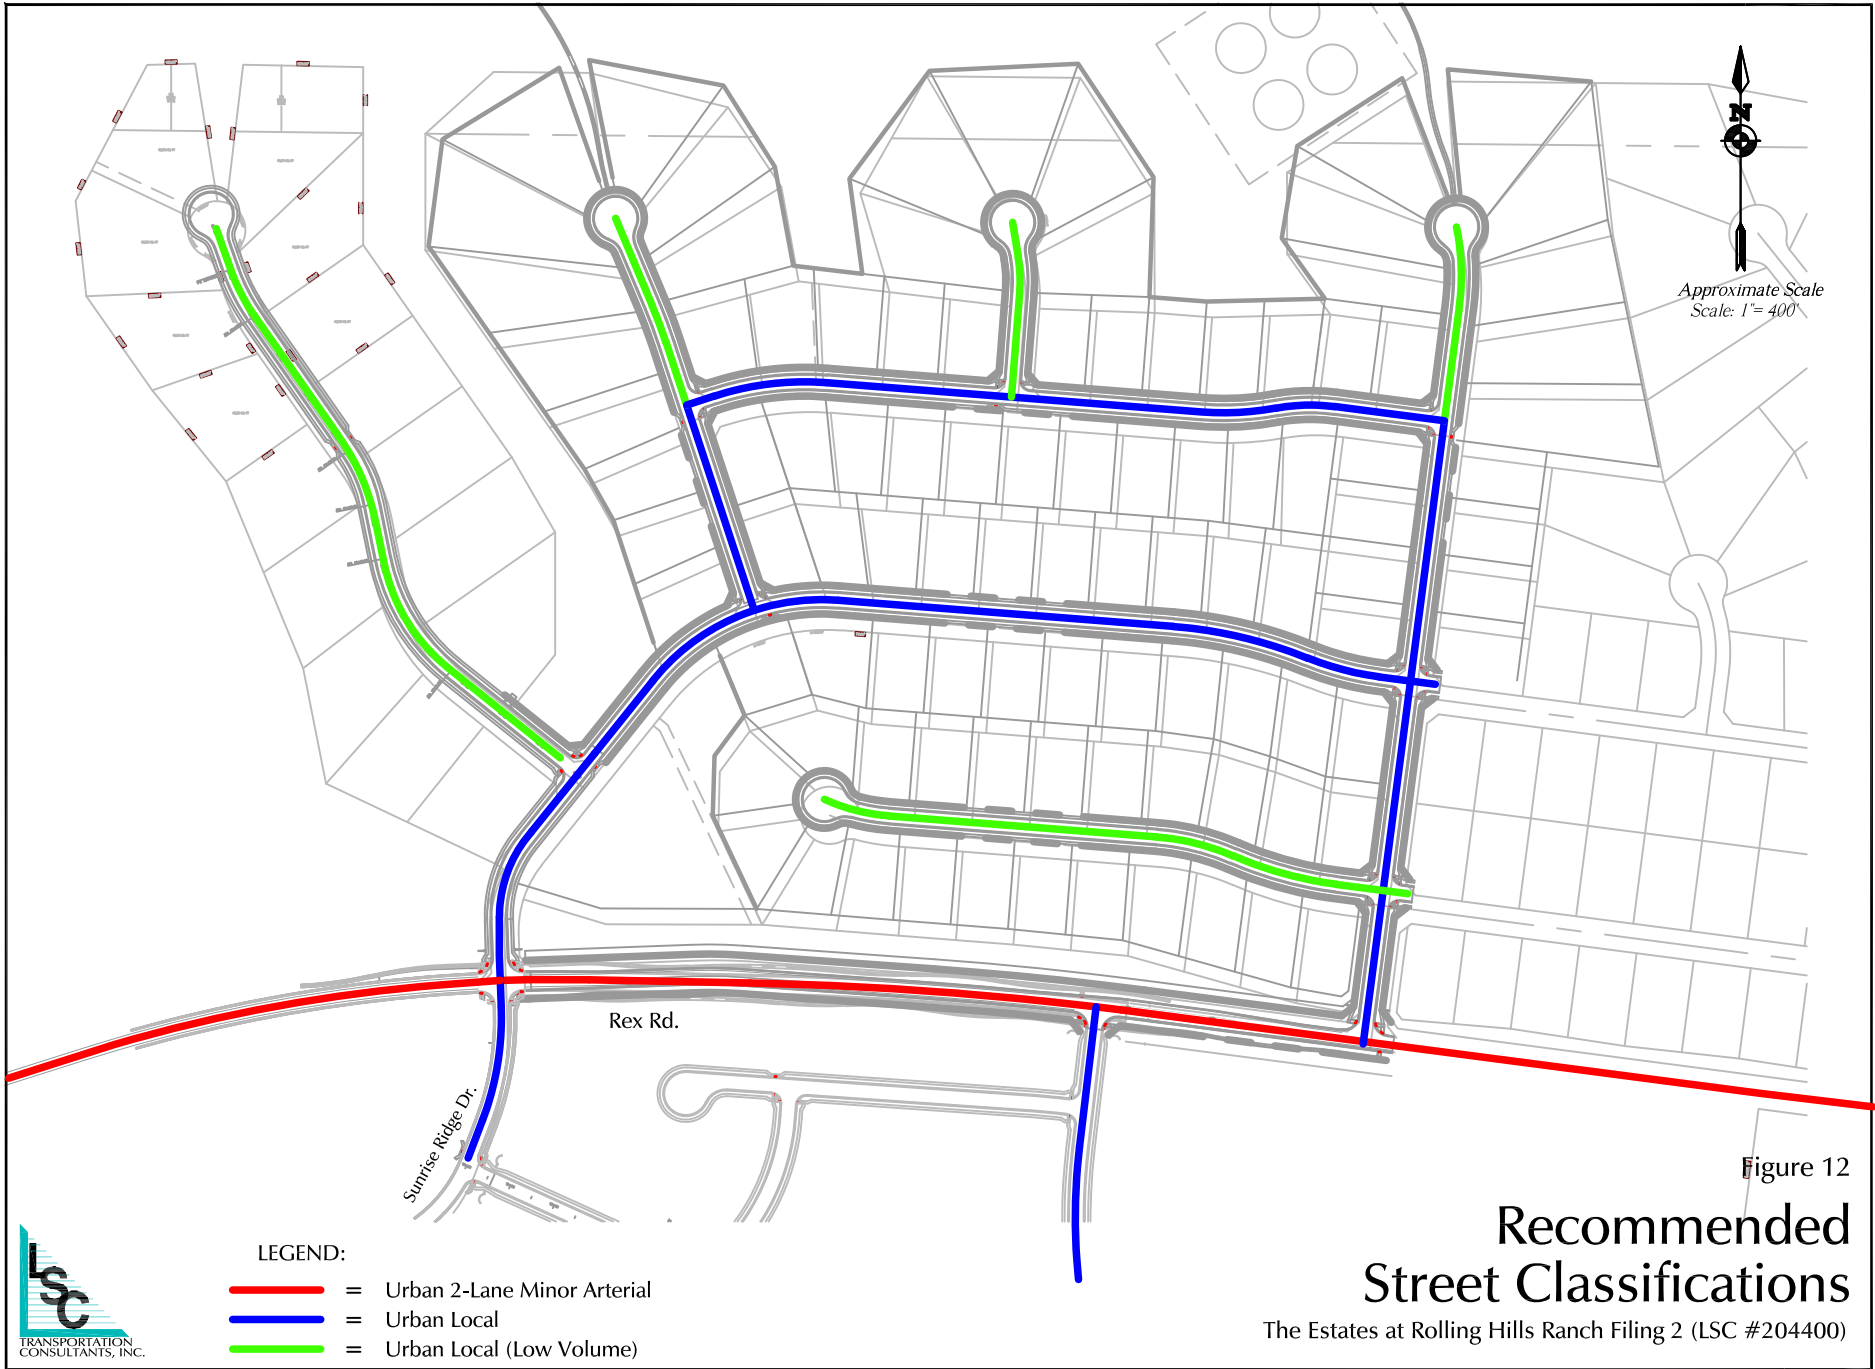 N
Approximate Scale
Scale: 1"= 400'
Rex Rd.
Sunrise Ridge Dr.
Figure 12
Recommended
Street Classifications
The Estates at Rolling Hills Ranch Filing 2 (LSC #204400)
LEGEND:
= Urban 2-Lane Minor Arterial
= Urban Local
= Urban Local (Low Volume)
LSC
TRANSPORTATION
CONSULTANTS, INC.